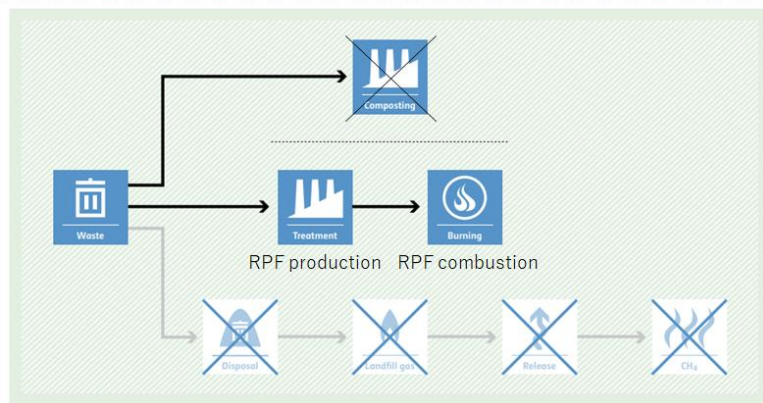 Composting
Waste
Treatment
Burning
RPF production
RPF combustion
Disposal
Landfill gas
Release
CH₄